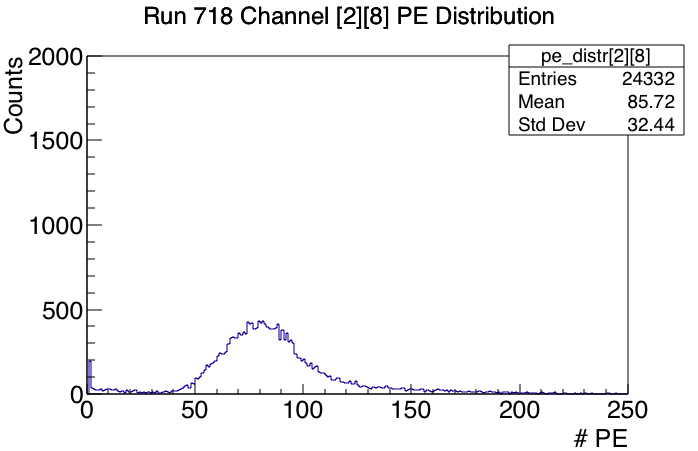 Run 718 Channel [2][8] PE Distribution
pe_distr[2][8]
Entries 24332
Mean 85.72
Std Dev 32.44
Counts
2000
1500
1000
500
0
0 50 100 150 200 250
# PE